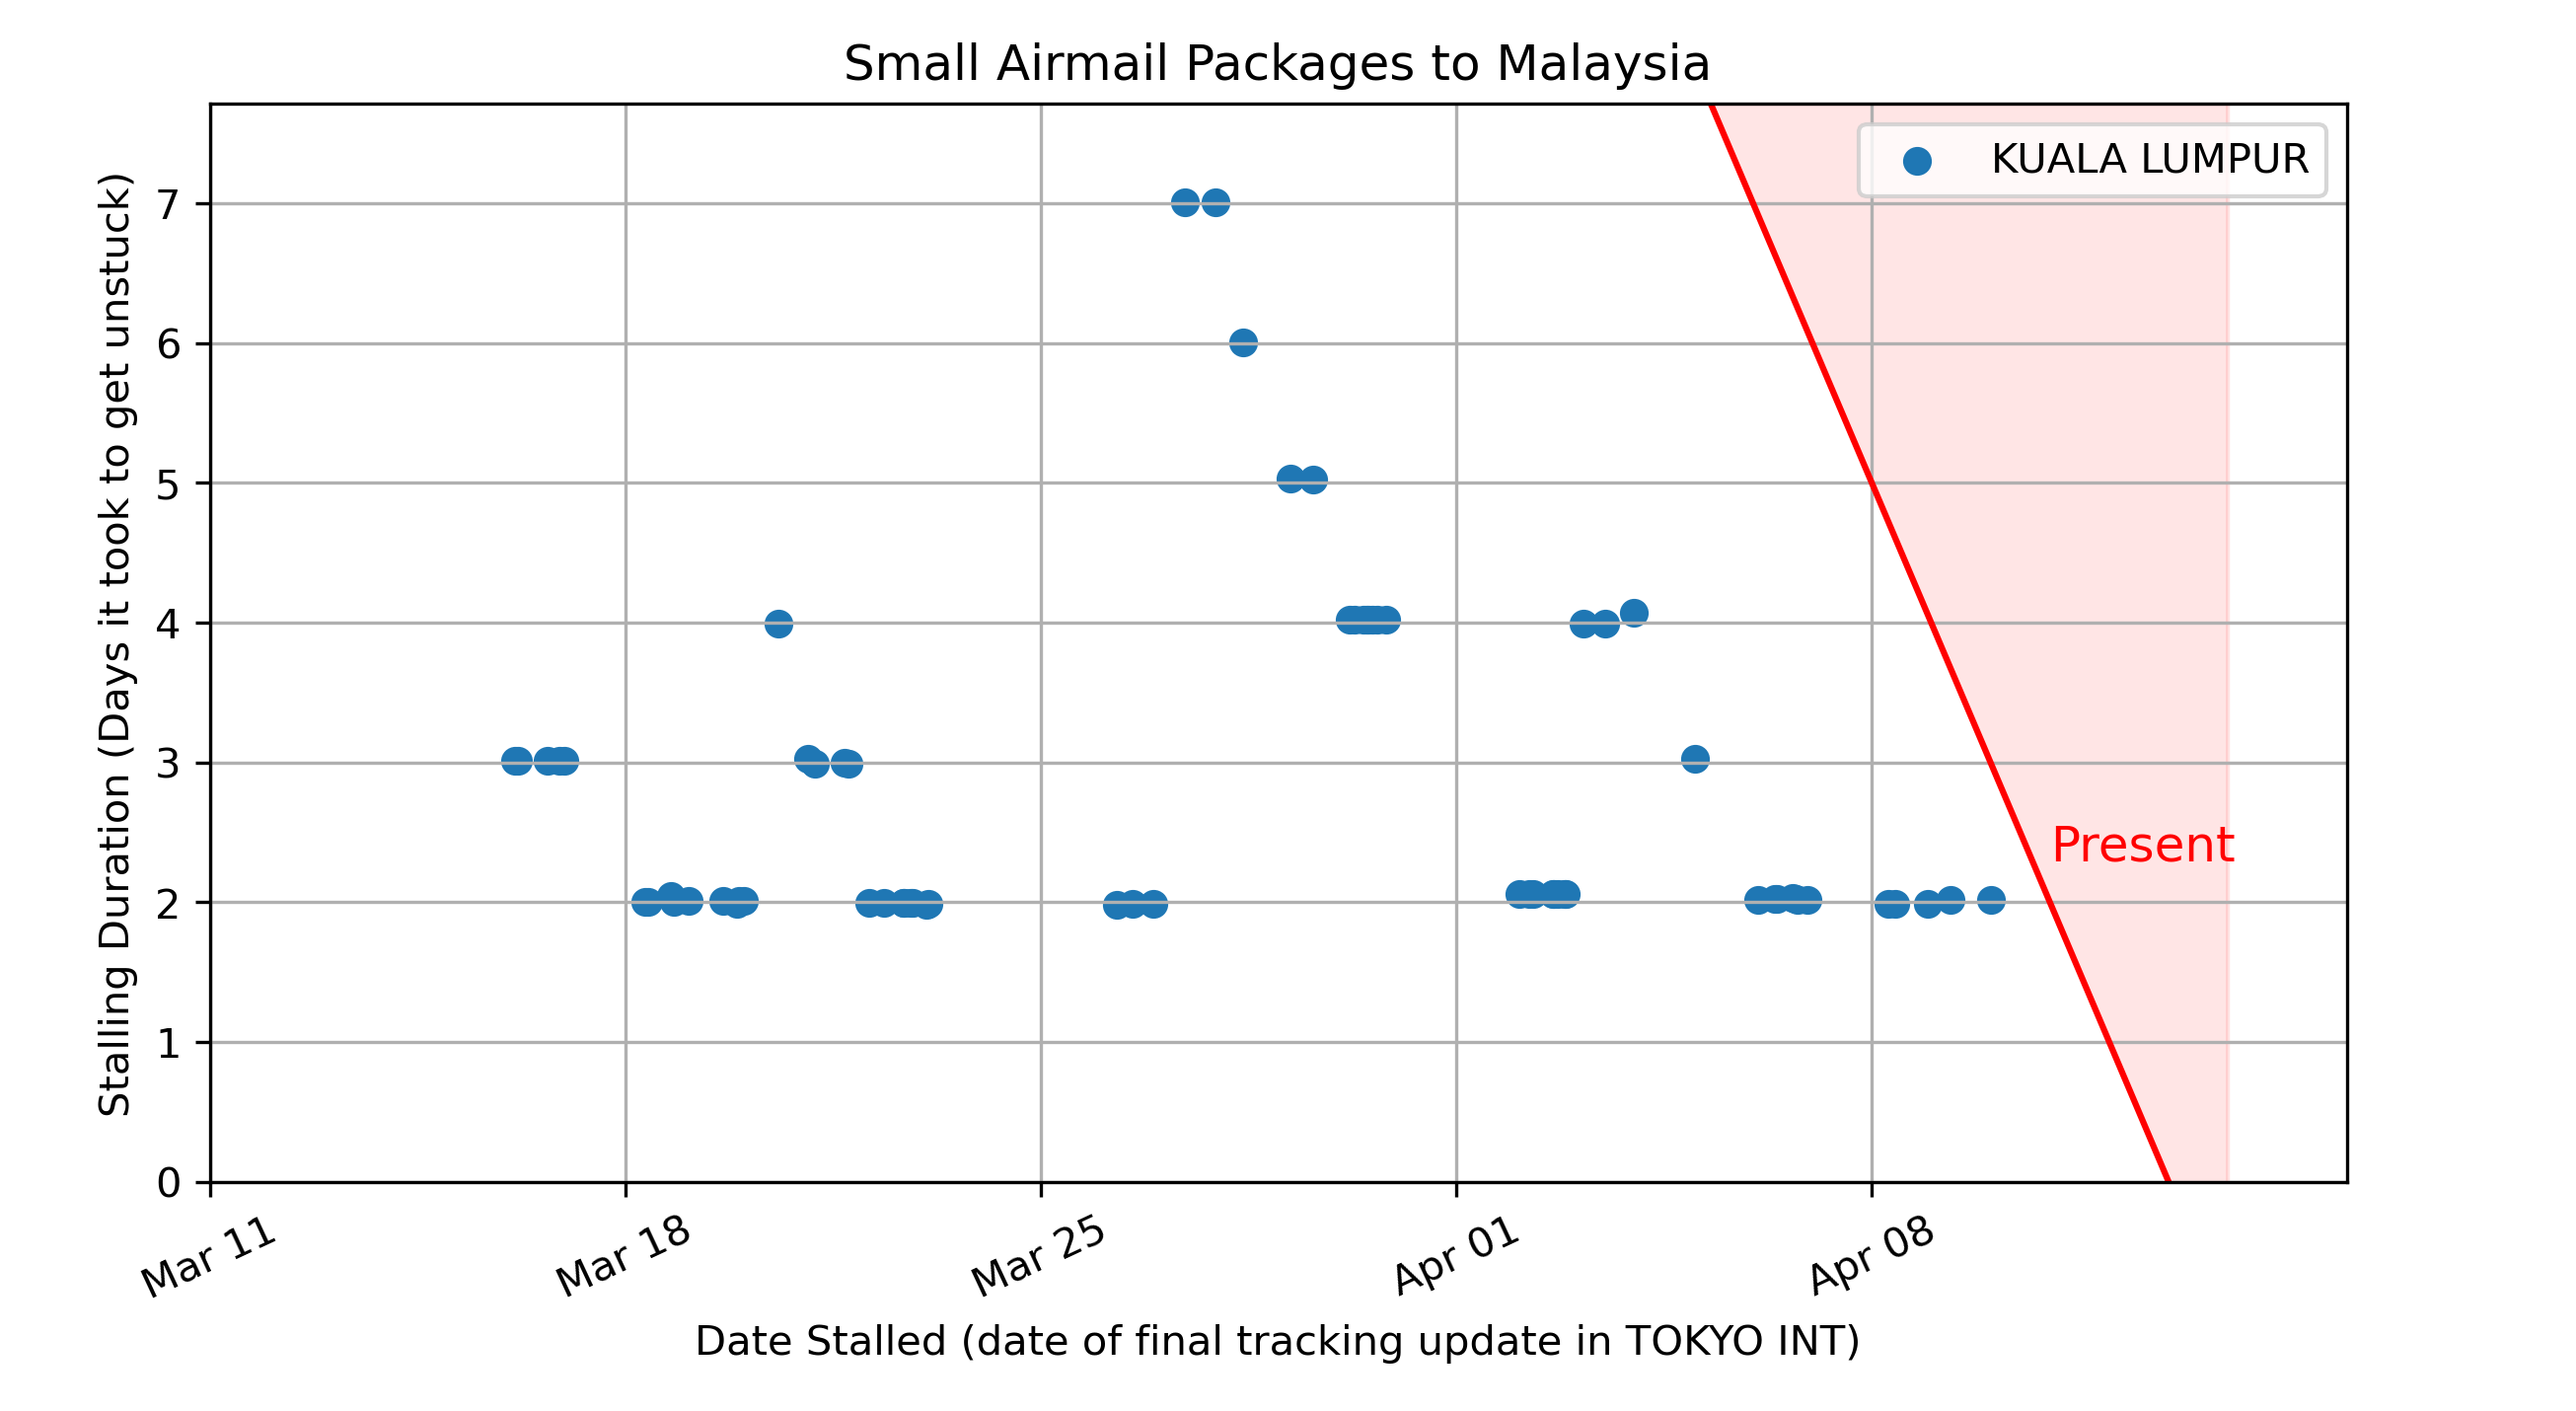 Small Airmail Packages to Malaysia
KUALA LUMPUR
Stalling Duration (Days it took to get unstuck)
7
6
5
4
3
2
1
0
Present
Mar 11
Mar 18
Mar 25
Apr 01
Apr 08
Date Stalled (date of final tracking update in TOKYO INT)